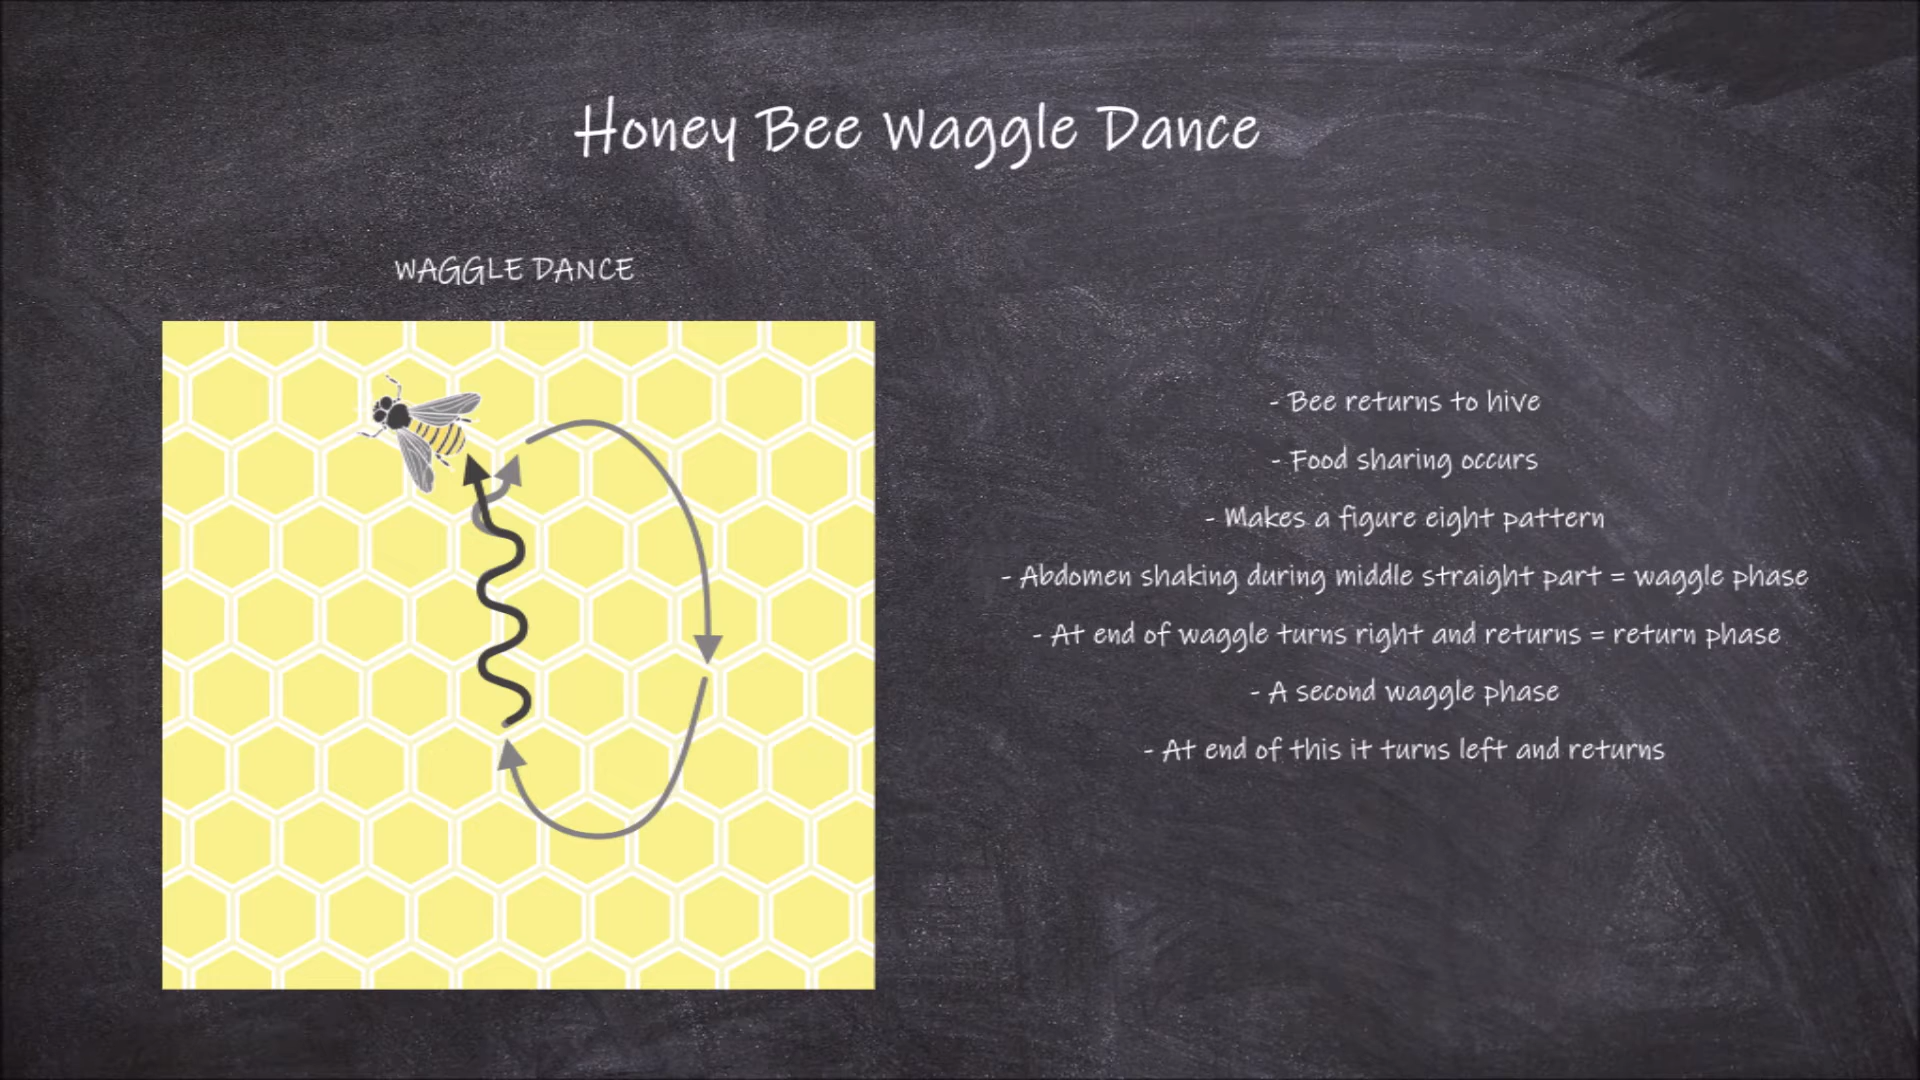 Honey Bee Waggle Dance
WAGGLE DANCE
- Bee returns to hive
- Food sharing occurs
- Makes a figure eight pattern
- Abdomen shaking during middle straight part = waggle phase
- At end of waggle turns right and returns = return phase
- A second waggle phase
- At end of this it turns left and returns